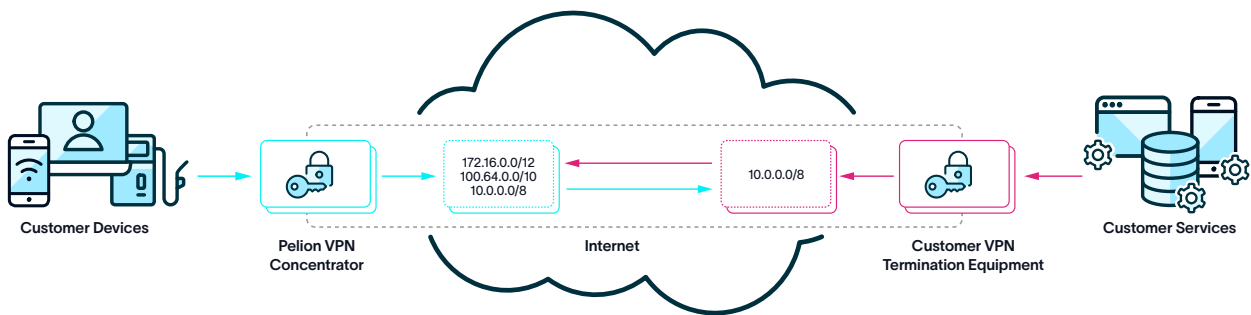 172.16.0.0/12
100.64.0.0/10
10.0.0.0/8
10.0.0.0/8
Customer Devices
Pelion VPN
Concentrator
Internet
Customer VPN
Termination Equipment
Customer Services